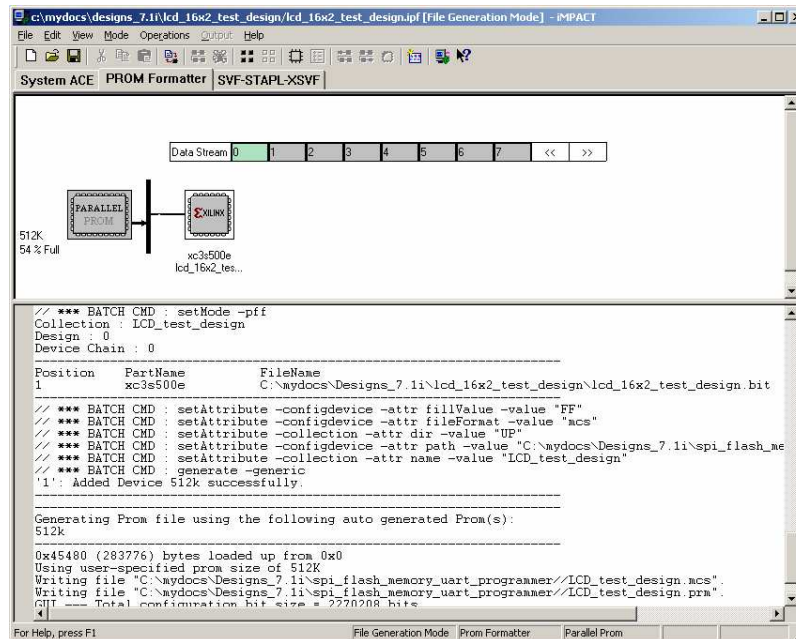 c:\mydocs\designs_7.1i\lcd_16x2_test_design/lcd_16x2_test_design.ipf [File Generation Mode] - iMPACT
File Edit View Mode Operations Output Help
System ACE PROM Formatter SVF-STAPL-XSVF
Data Stream 0 1 2 3 4 5 6 7 << >>
PARALLEL
PROM
XILINX
512K
54 % Full
xc3s500e
lcd_16x2_tes...
// *** BATCH CMD : setMode -pff
Collection : LCD_test_design
Design : 0
Device Chain : 0
Position PartName FileName
1 xc3s500e C:\mydocs\Designs_7.1i\lcd_16x2_test_design\lcd_16x2_test_design.bit
// *** BATCH CMD : setAttribute -configdevice -attr fillValue -value "FF"
// *** BATCH CMD : setAttribute -configdevice -attr fileFormat -value "mcs"
// *** BATCH CMD : setAttribute -collection -attr dir -value "UP"
// *** BATCH CMD : setAttribute -configdevice -attr path -value "C:\mydocs\Designs_7.1i\spi_flash_me
// *** BATCH CMD : setAttribute -collection -attr name -value "LCD_test_design"
// *** BATCH CMD : generate -generic
'1': Added Device 512k successfully.
Generating Prom file using the following auto generated Prom(s):
512k
0x45480 (283776) bytes loaded up from 0x0
Using user-specified prom size of 512K
Writing file "C:\mydocs\Designs_7.1i\spi_flash_memory_uart_programmer//LCD_test_design.mcs".
Writing file "C:\mydocs\Designs_7.1i\spi_flash_memory_uart_programmer//LCD_test_design.prm".
GUI --- Total configuration bit size = 2270208 bits
For Help, press F1 File Generation Mode Prom Formatter Parallel Prom